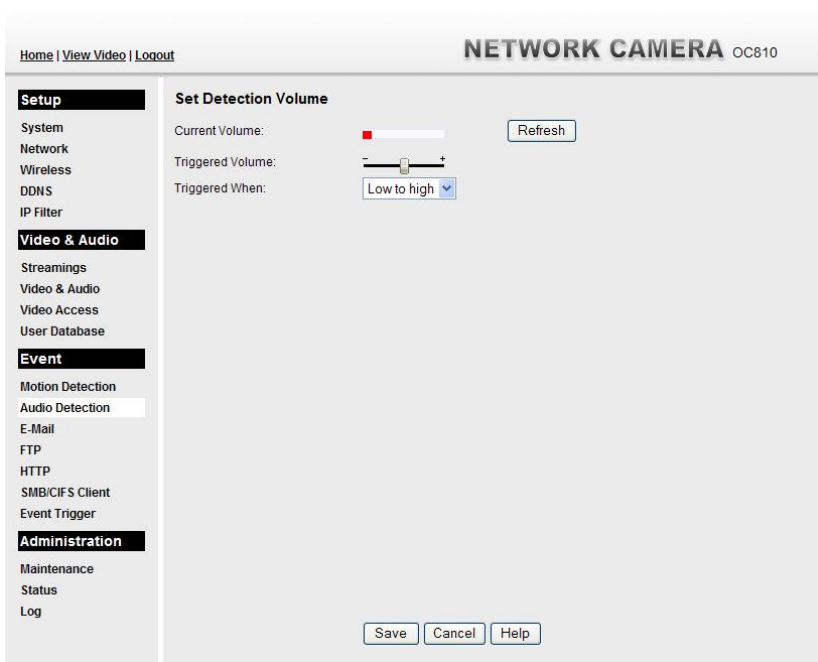 Home | View Video | Logout
NETWORK CAMERA OC810
Setup
System
Network
Wireless
DDNS
IP Filter
Video & Audio
Streamings
Video & Audio
Video Access
User Database
Event
Motion Detection
Audio Detection
E-Mail
FTP
HTTP
SMB/CIFS Client
Event Trigger
Administration
Maintenance
Status
Log
Set Detection Volume
Current Volume:
Refresh
Triggered Volume:
- +
Triggered When:
Low to high
Save Cancel Help